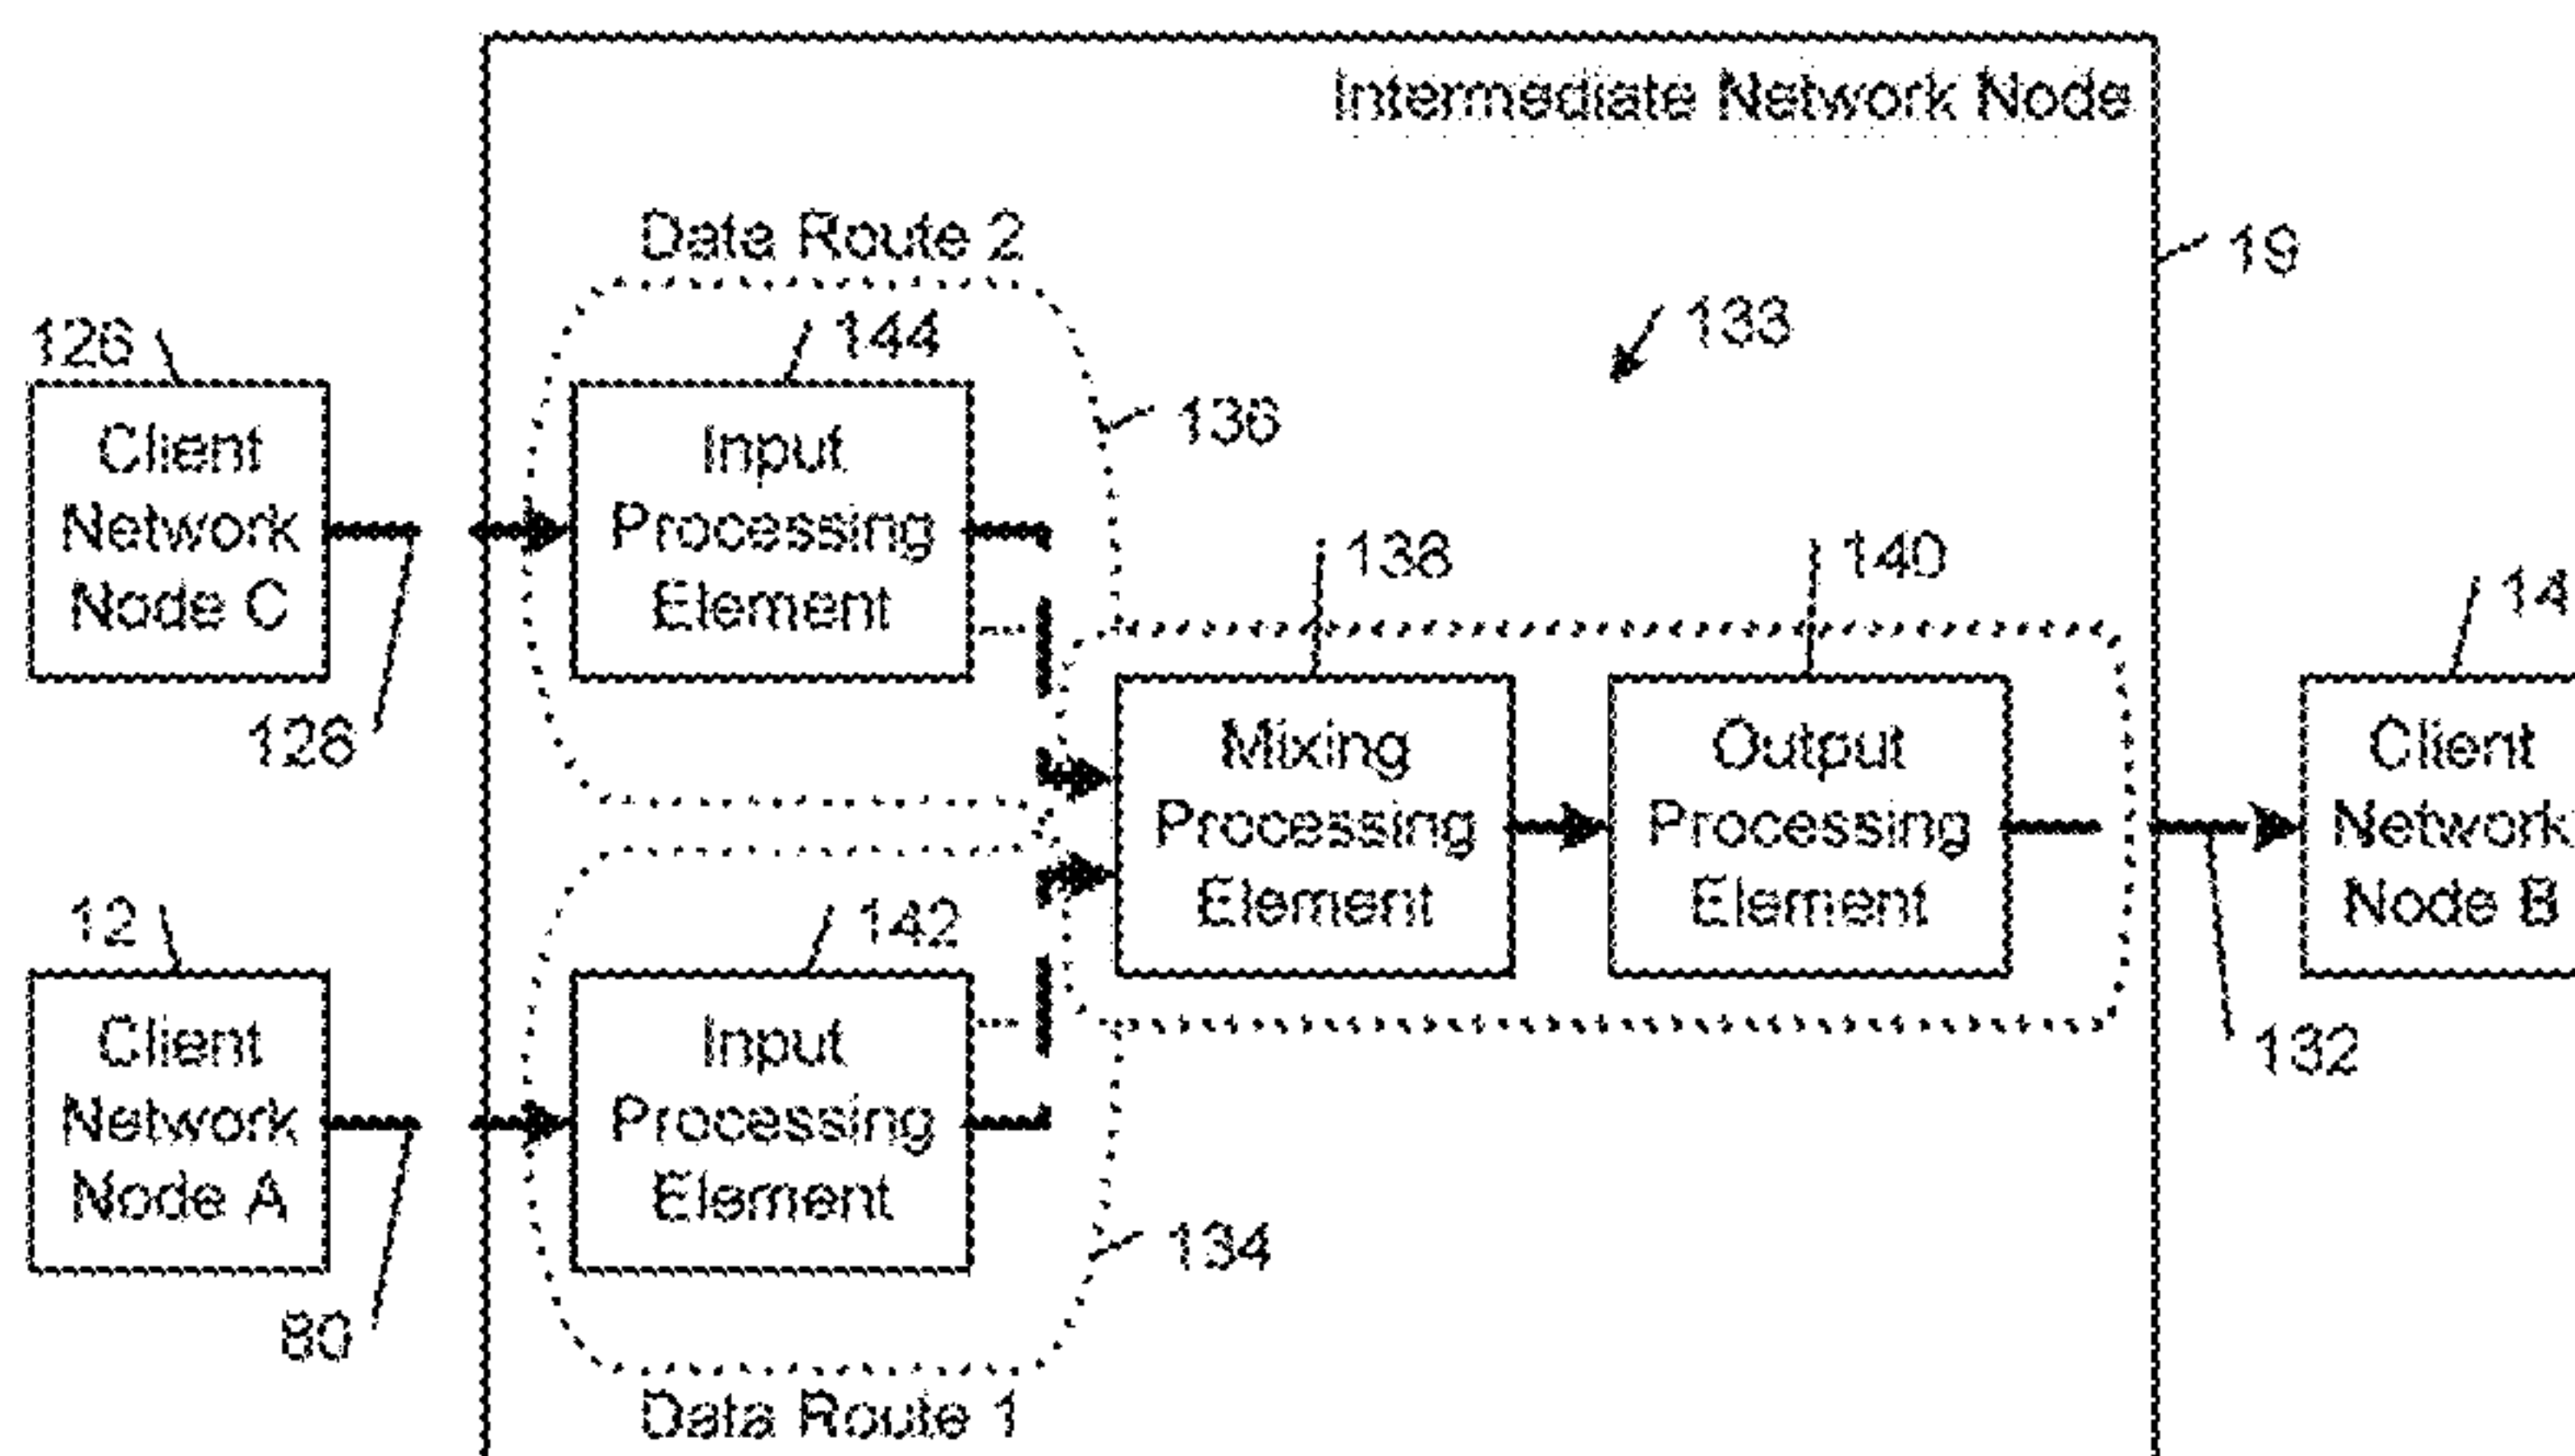 Intermediate Network Node
Data Route 2
19
133
126
144
136
Client
Network
Node C
Input
Processing
Element
128
138
140
14
Mixing
Processing
Element
Output
Processing
Element
Client
Network
Node B
132
12
142
Client
Network
Node A
Input
Processing
Element
134
80
Data Route 1